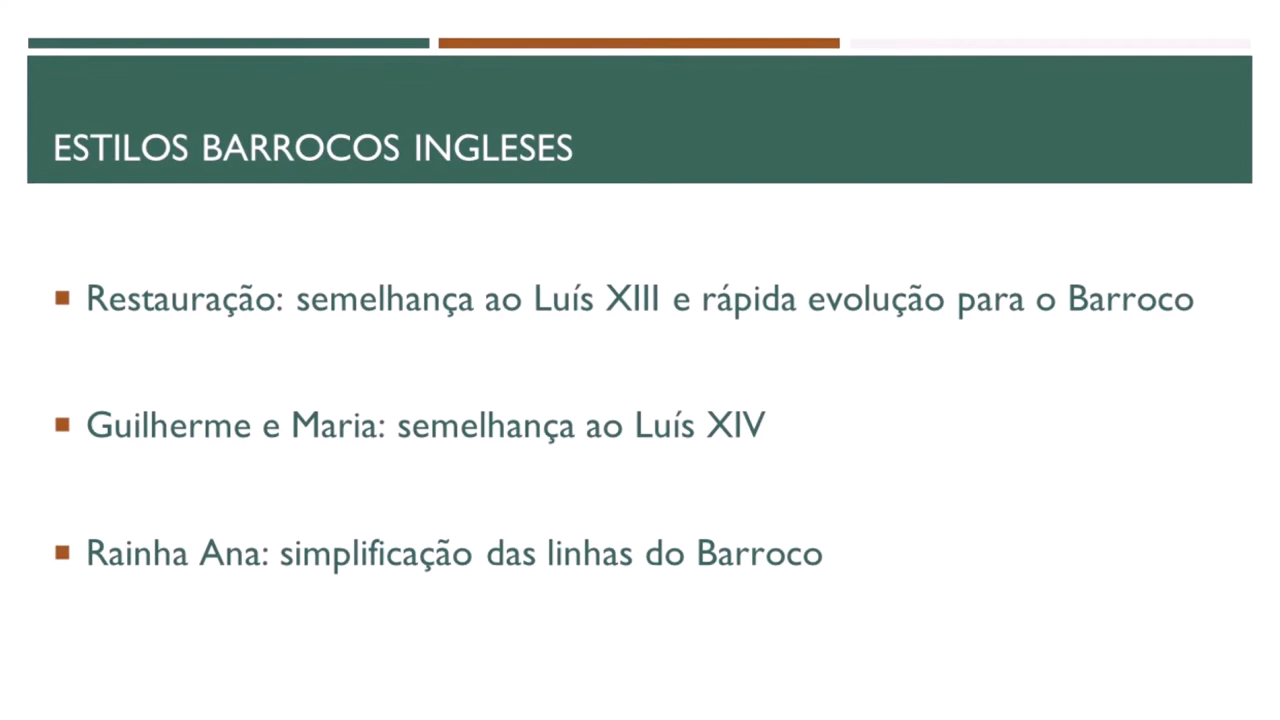 ESTILOS BARROCOS INGLESES
Restauração: semelhança ao Luís XIII e rápida evolução para o Barroco
Guilherme e Maria: semelhança ao Luís XIV
Rainha Ana: simplificação das linhas do Barroco